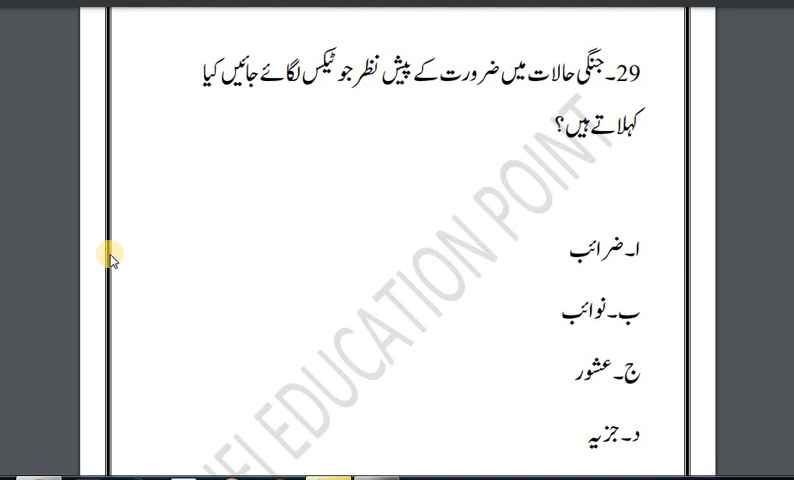 29۔جنگی حالات میں ضرورت کے پیش نظر جو ٹیکس لگائے جائیں کیا
کہلاتے ہیں؟
ا۔ضرائب
ب۔نوائب
ج۔عشور
د۔جزیہ
EDUCATION POINT